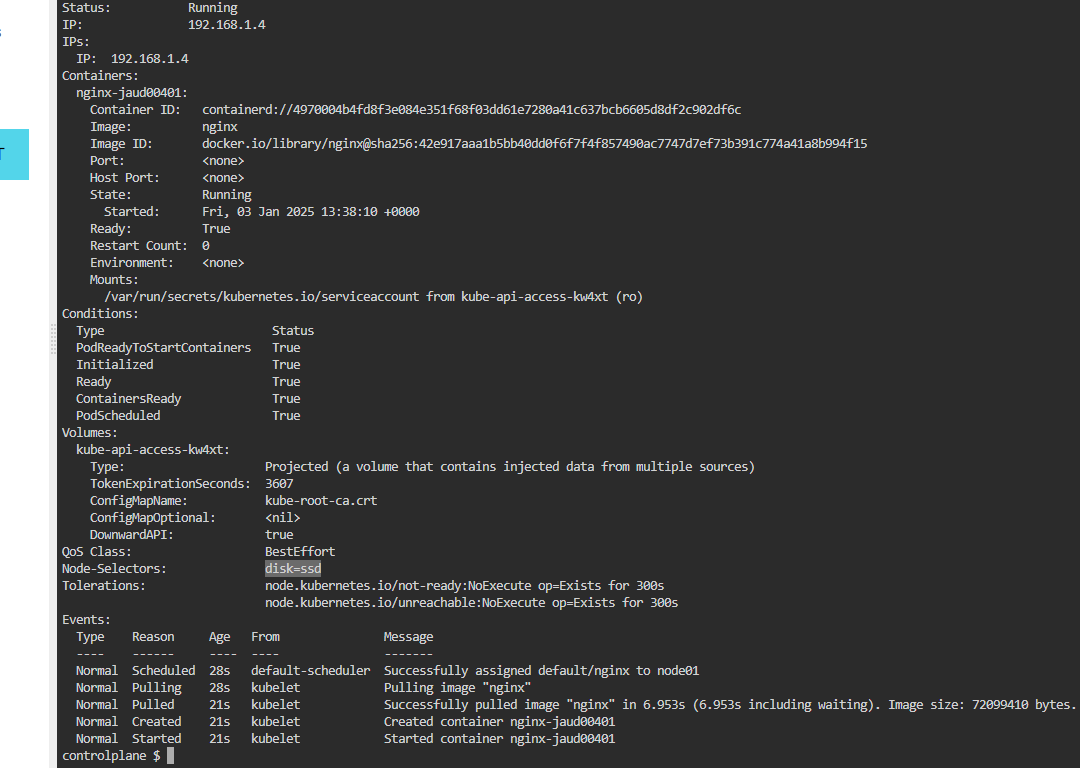 Status:           Running
IP:               192.168.1.4
IPs:
  IP:  192.168.1.4
Containers:
  nginx-jaud00401:
    Container ID:   containerd://4970004b4fd8f3e084e351f68f03dd61e7280a41c637bcb6605d8df2c902df6c
    Image:          nginx
    Image ID:       docker.io/library/nginx@sha256:42e917aaa1b5bb40dd0f6f7f4f857490ac7747d7ef73b391c774a41a8b994f15
    Port:           <none>
    Host Port:      <none>
    State:          Running
      Started:      Fri, 03 Jan 2025 13:38:10 +0000
    Ready:          True
    Restart Count:  0
    Environment:    <none>
    Mounts:
      /var/run/secrets/kubernetes.io/serviceaccount from kube-api-access-kw4xt (ro)
Conditions:
  Type                        Status
  PodReadyToStartContainers   True
  Initialized                 True
  Ready                       True
  ContainersReady             True
  PodScheduled                True
Volumes:
  kube-api-access-kw4xt:
    Type:                    Projected (a volume that contains injected data from multiple sources)
    TokenExpirationSeconds:  3607
    ConfigMapName:           kube-root-ca.crt
    ConfigMapOptional:       <nil>
    DownwardAPI:             true
QoS Class:                   BestEffort
Node-Selectors:              disk=ssd
Tolerations:                 node.kubernetes.io/not-ready:NoExecute op=Exists for 300s
                             node.kubernetes.io/unreachable:NoExecute op=Exists for 300s
Events:
  Type    Reason     Age   From               Message
  ----    ------     ----  ----               -------
  Normal  Scheduled  28s   default-scheduler  Successfully assigned default/nginx to node01
  Normal  Pulling    28s   kubelet            Pulling image "nginx"
  Normal  Pulled     21s   kubelet            Successfully pulled image "nginx" in 6.953s (6.953s including waiting). Image size: 72099410 bytes.
  Normal  Created    21s   kubelet            Created container nginx-jaud00401
  Normal  Started    21s   kubelet            Started container nginx-jaud00401
controlplane $